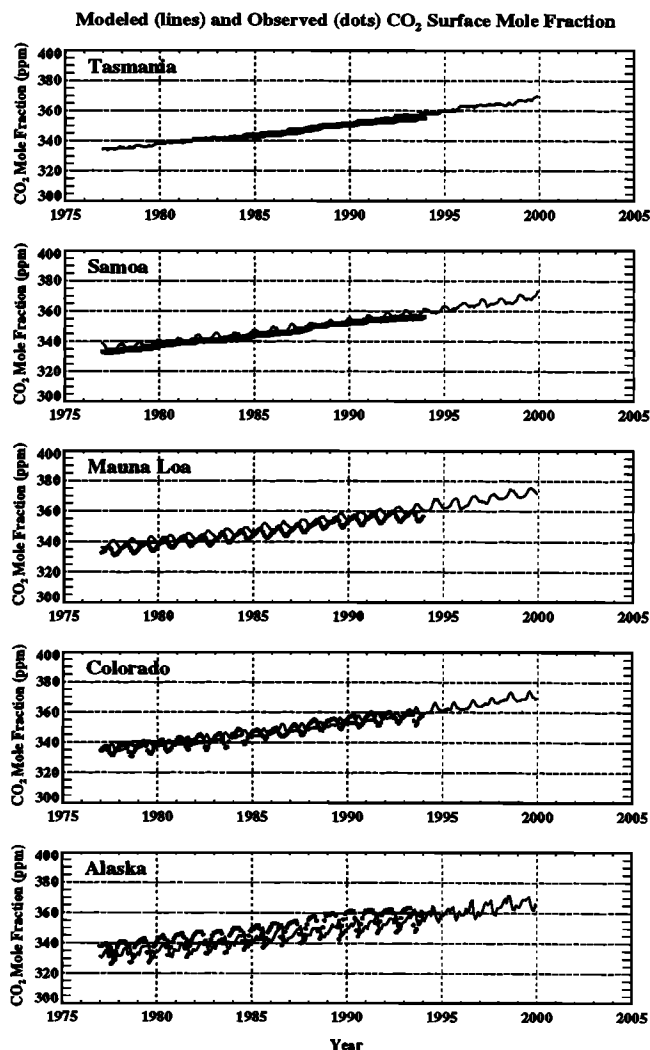 Modeled (lines) and Observed (dots) CO2 Surface Mole Fraction
CO2 Mole Fraction (ppm)
400
380
360
340
320
300
Tasmania
1975 1980 1985 1990 1995 2000 2005
CO2 Mole Fraction (ppm)
400
380
360
340
320
300
Samoa
1975 1980 1985 1990 1995 2000 2005
CO2 Mole Fraction (ppm)
400
380
360
340
320
300
Mauna Loa
1975 1980 1985 1990 1995 2000 2005
CO2 Mole Fraction (ppm)
400
380
360
340
320
300
Colorado
1975 1980 1985 1990 1995 2000 2005
CO2 Mole Fraction (ppm)
400
380
360
340
320
300
Alaska
1975 1980 1985 1990 1995 2000 2005
Year